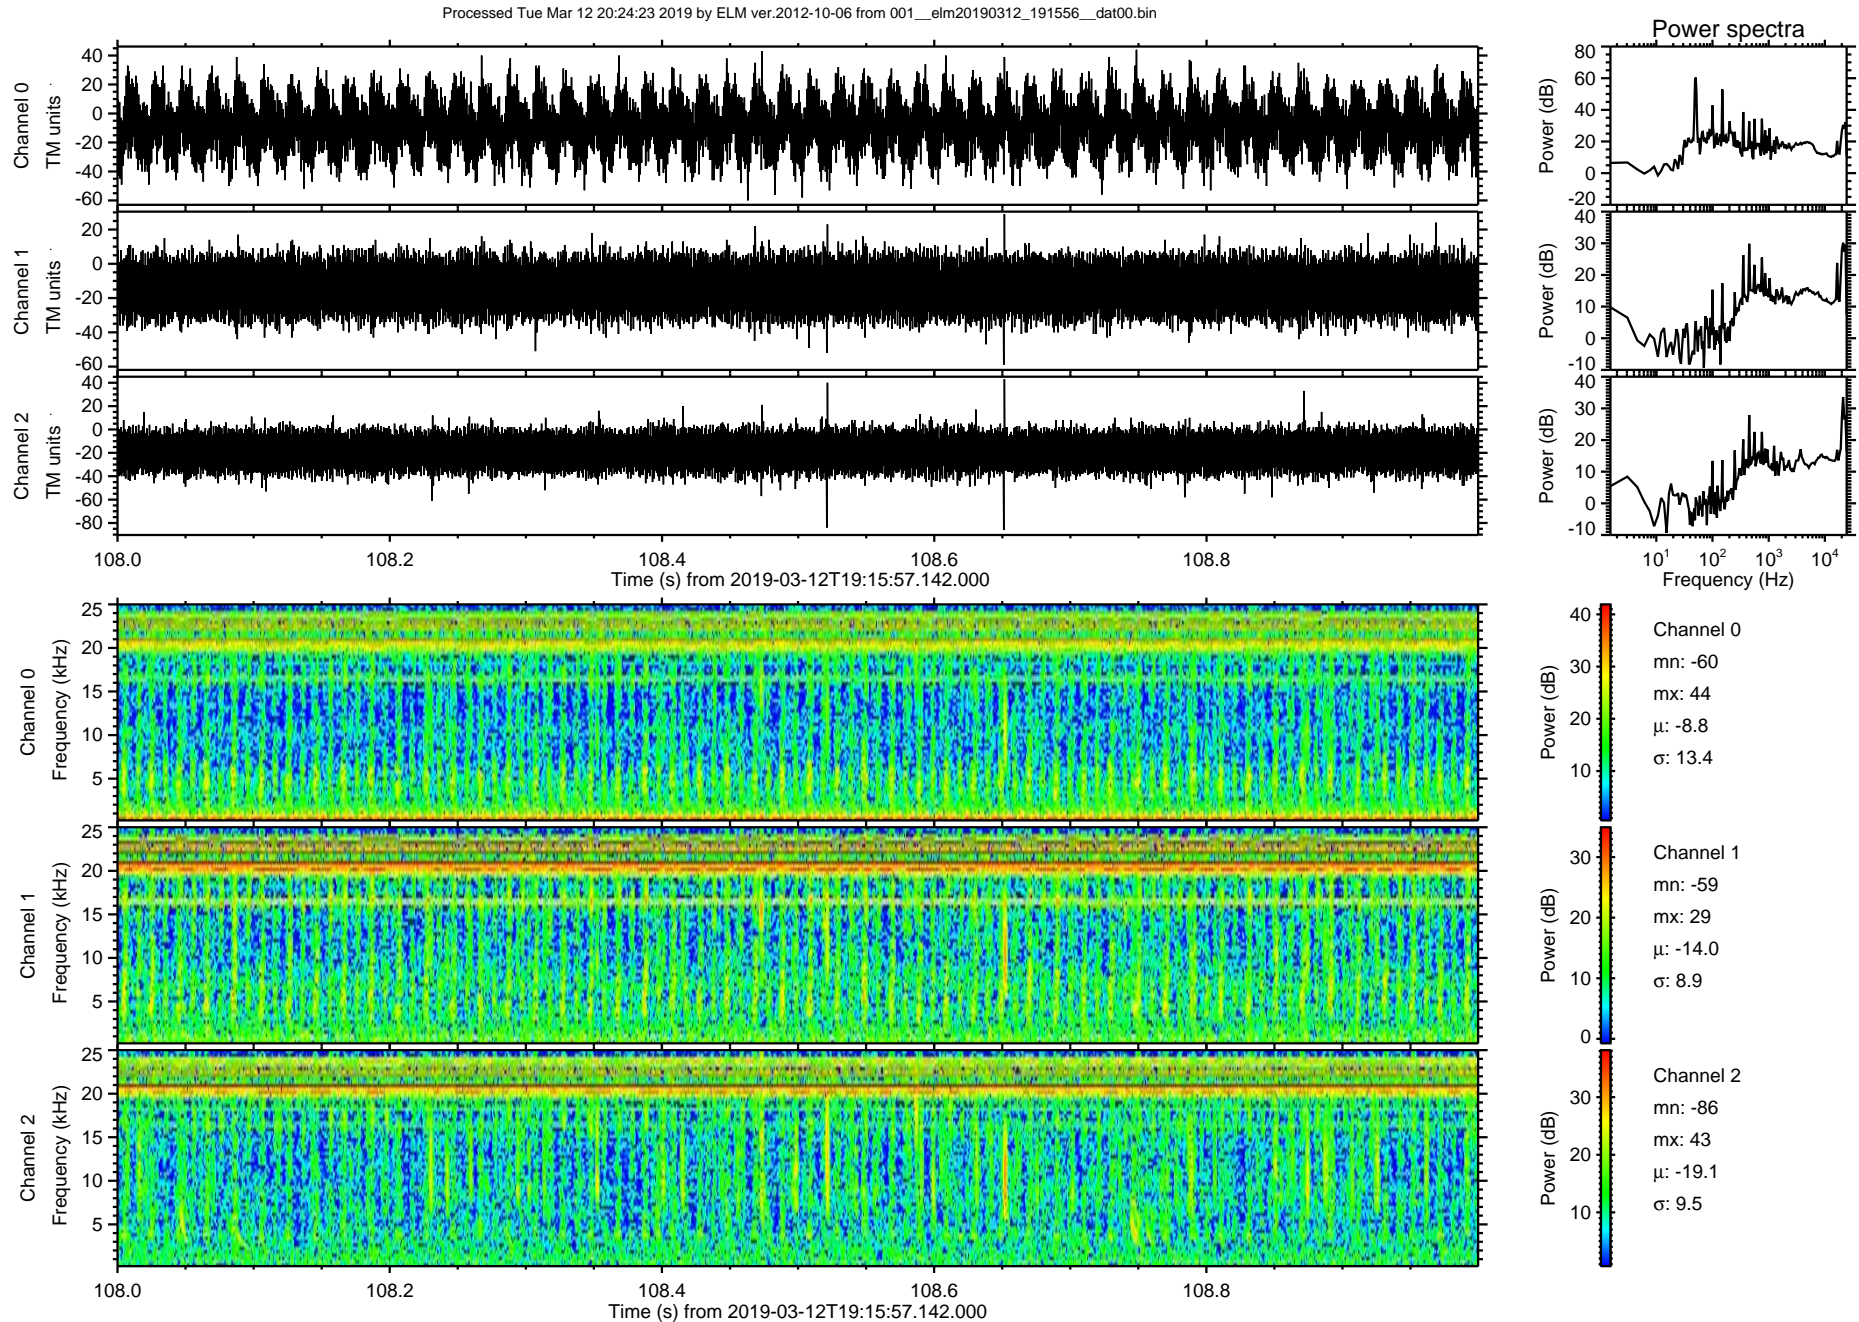 Processed Tue Mar 12 20:24:23 2019 by ELM ver.2012-10-06 from 001__elm20190312_191556__dat00.bin
Power spectra
Channel 0
TM units
40
20
0
-20
-40
-60
Power (dB)
80
60
40
20
0
-20
Channel 1
TM units
20
0
-20
-40
-60
Power (dB)
40
30
20
10
0
-10
Channel 2
TM units
40
20
0
-20
-40
-60
-80
Power (dB)
40
30
20
10
0
-10
108.0 108.2 108.4 108.6 108.8
Time (s) from 2019-03-12T19:15:57.142.000
10^1 10^2 10^3 10^4
Frequency (Hz)
Channel 0
Frequency (kHz)
25
20
15
10
5
Power (dB)
40
30
20
10
Channel 0
mn: -60
mx: 44
μ: -8.8
σ: 13.4
Channel 1
Frequency (kHz)
25
20
15
10
5
Power (dB)
30
20
10
0
Channel 1
mn: -59
mx: 29
μ: -14.0
σ: 8.9
Channel 2
Frequency (kHz)
25
20
15
10
5
Power (dB)
30
20
10
Channel 2
mn: -86
mx: 43
μ: -19.1
σ: 9.5
108.0 108.2 108.4 108.6 108.8
Time (s) from 2019-03-12T19:15:57.142.000